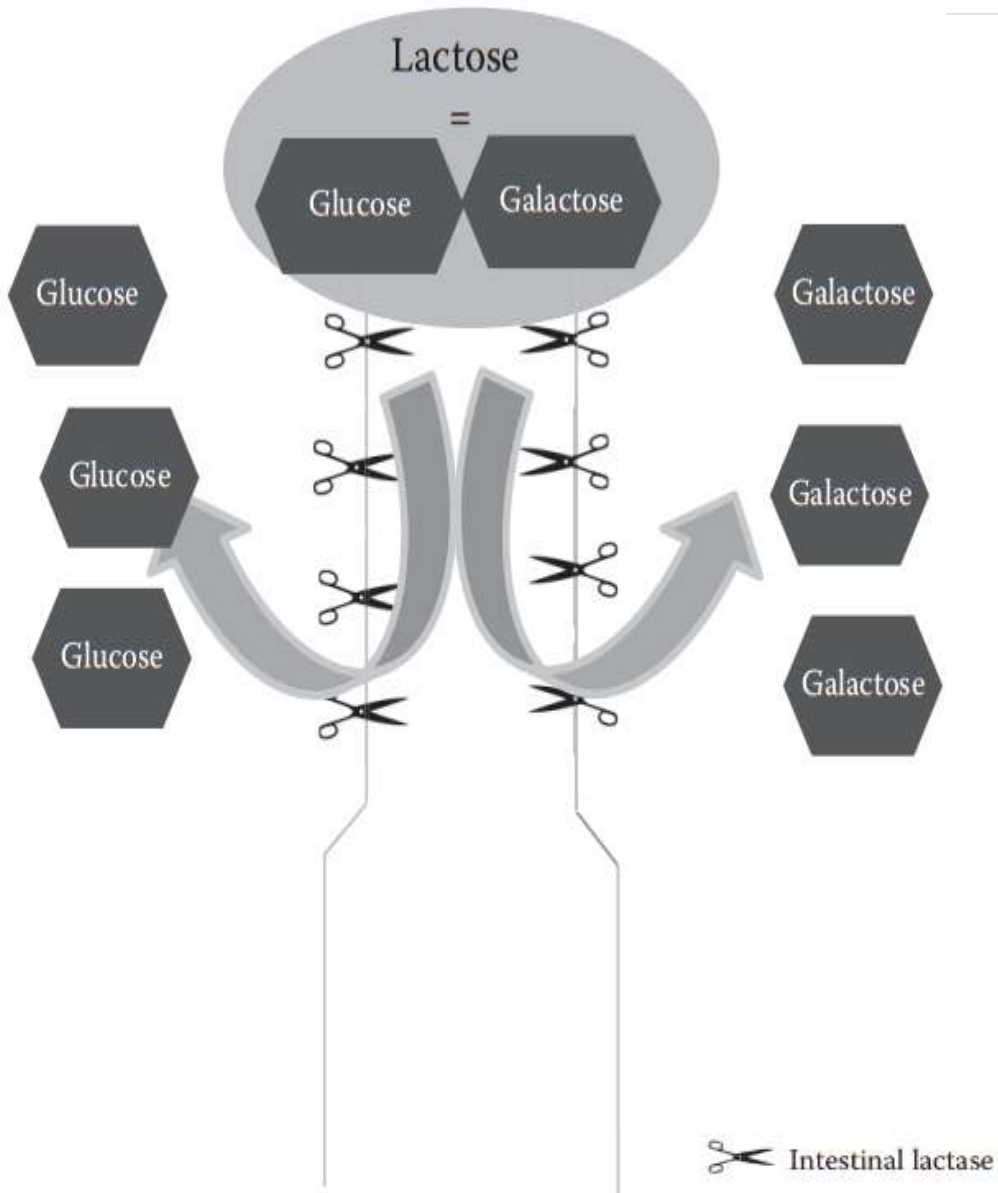 Lactose
=
Glucose Galactose
Glucose
Galactose
Glucose
Galactose
Glucose
Galactose
Intestinal lactase